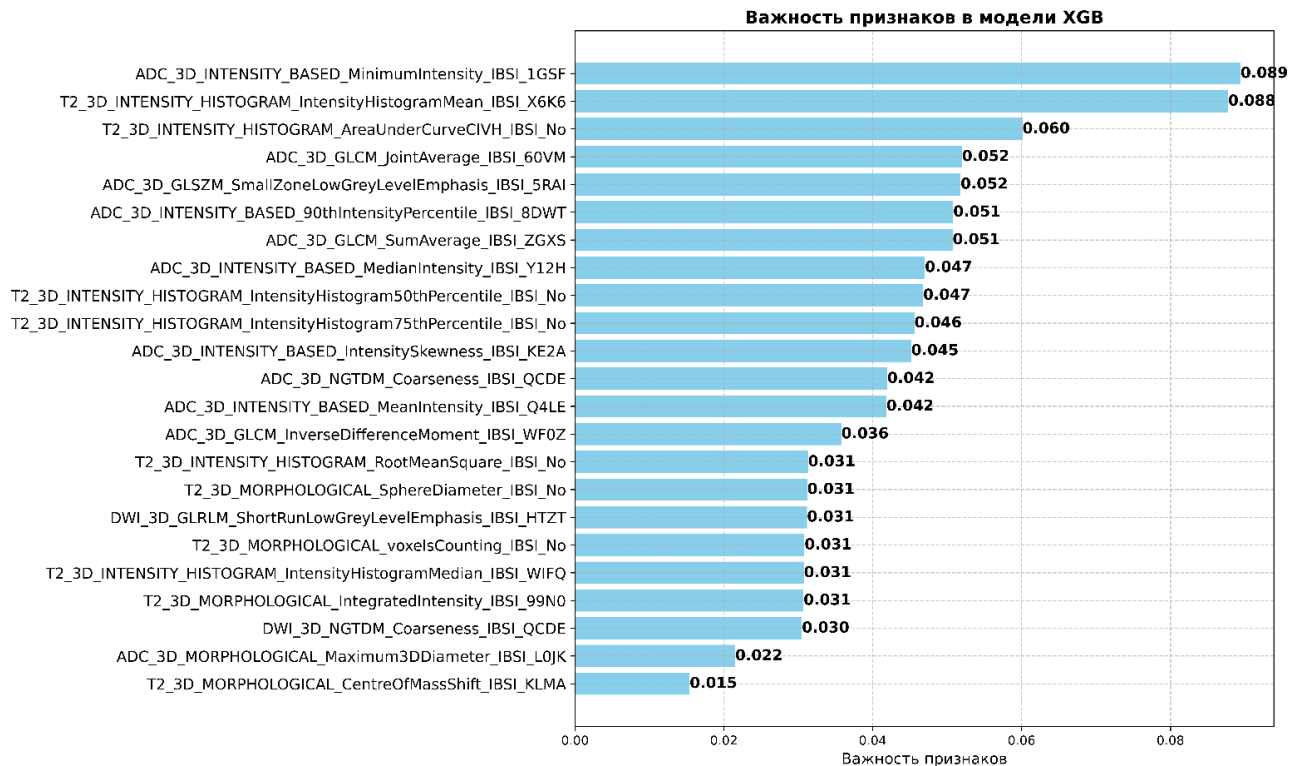 Важность признаков в модели XGB
ADC_3D_INTENSITY_BASED_MinimumIntensity_IBSI_1GSF 0.089
T2_3D_INTENSITY_HISTOGRAM_IntensityHistogramMean_IBSI_X6K6 0.088
T2_3D_INTENSITY_HISTOGRAM_AreaUnderCurveCIVH_IBSI_No 0.060
ADC_3D_GLCM_JointAverage_IBSI_60VM 0.052
ADC_3D_GLSZM_SmallZoneLowGreyLevelEmphasis_IBSI_5RAI 0.052
ADC_3D_INTENSITY_BASED_90thIntensityPercentile_IBSI_8DWT 0.051
ADC_3D_GLCM_SumAverage_IBSI_ZGXS 0.051
ADC_3D_INTENSITY_BASED_MedianIntensity_IBSI_Y12H 0.047
T2_3D_INTENSITY_HISTOGRAM_IntensityHistogram50thPercentile_IBSI_No 0.047
T2_3D_INTENSITY_HISTOGRAM_IntensityHistogram75thPercentile_IBSI_No 0.046
ADC_3D_INTENSITY_BASED_IntensitySkewness_IBSI_KE2A 0.045
ADC_3D_NGTDM_Coarseness_IBSI_QCDE 0.042
ADC_3D_INTENSITY_BASED_MeanIntensity_IBSI_Q4LE 0.042
ADC_3D_GLCM_InverseDifferenceMoment_IBSI_WF0Z 0.036
T2_3D_INTENSITY_HISTOGRAM_RootMeanSquare_IBSI_No 0.031
T2_3D_MORPHOLOGICAL_SphereDiameter_IBSI_No 0.031
DWI_3D_GLRLM_ShortRunLowGreyLevelEmphasis_IBSI_HTZT 0.031
T2_3D_MORPHOLOGICAL_voxelsCounting_IBSI_No 0.031
T2_3D_INTENSITY_HISTOGRAM_IntensityHistogramMedian_IBSI_WIFQ 0.031
T2_3D_MORPHOLOGICAL_IntegratedIntensity_IBSI_99N0 0.031
DWI_3D_NGTDM_Coarseness_IBSI_QCDE 0.030
ADC_3D_MORPHOLOGICAL_Maximum3DDiameter_IBSI_L0JK 0.022
T2_3D_MORPHOLOGICAL_CentreOfMassShift_IBSI_KLMA 0.015
0.00 0.02 0.04 0.06 0.08
Важность признаков